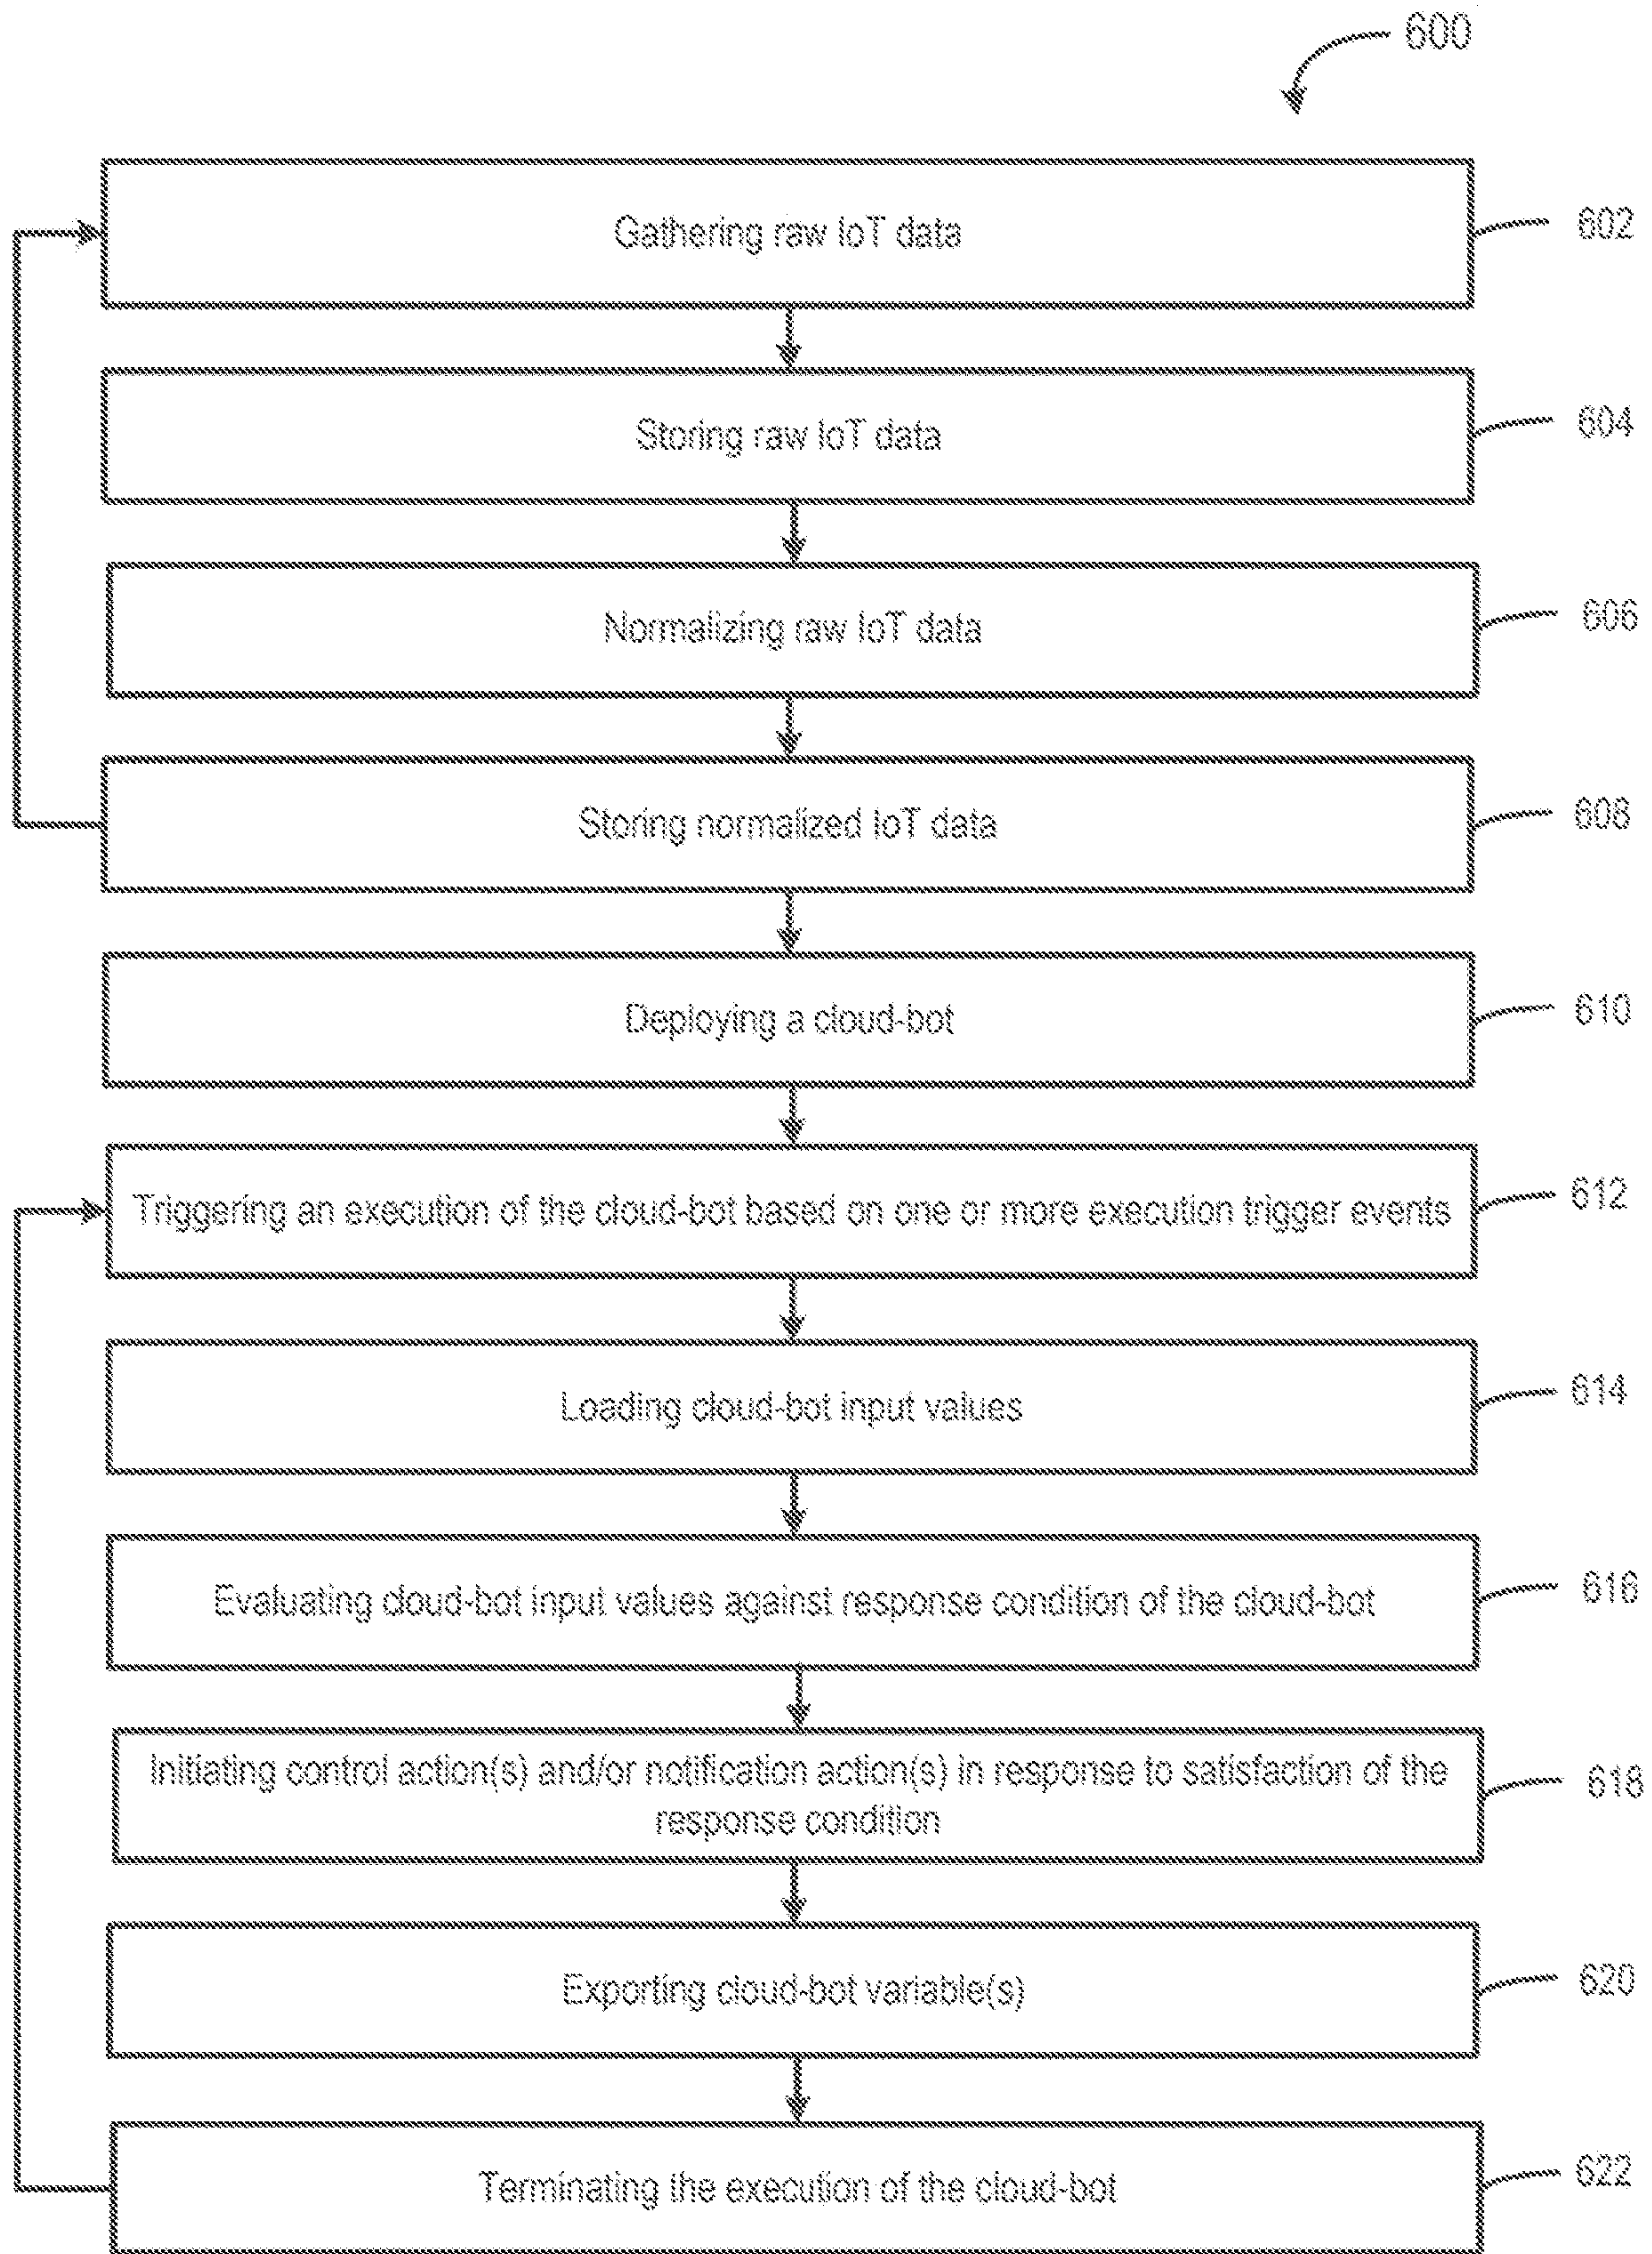 600
Gathering raw IoT data
602
Storing raw IoT data
604
Normalizing raw IoT data
606
Storing normalized IoT data
608
Deploying a cloud-bot
610
Triggering an execution of the cloud-bot based on one or more execution trigger events
612
Loading cloud-bot input values
614
Evaluating cloud-bot input values against response condition of the cloud-bot
616
Initiating control action(s) and/or notification action(s) in response to satisfaction of the
response condition
618
Exporting cloud-bot variable(s)
620
Terminating the execution of the cloud-bot
622